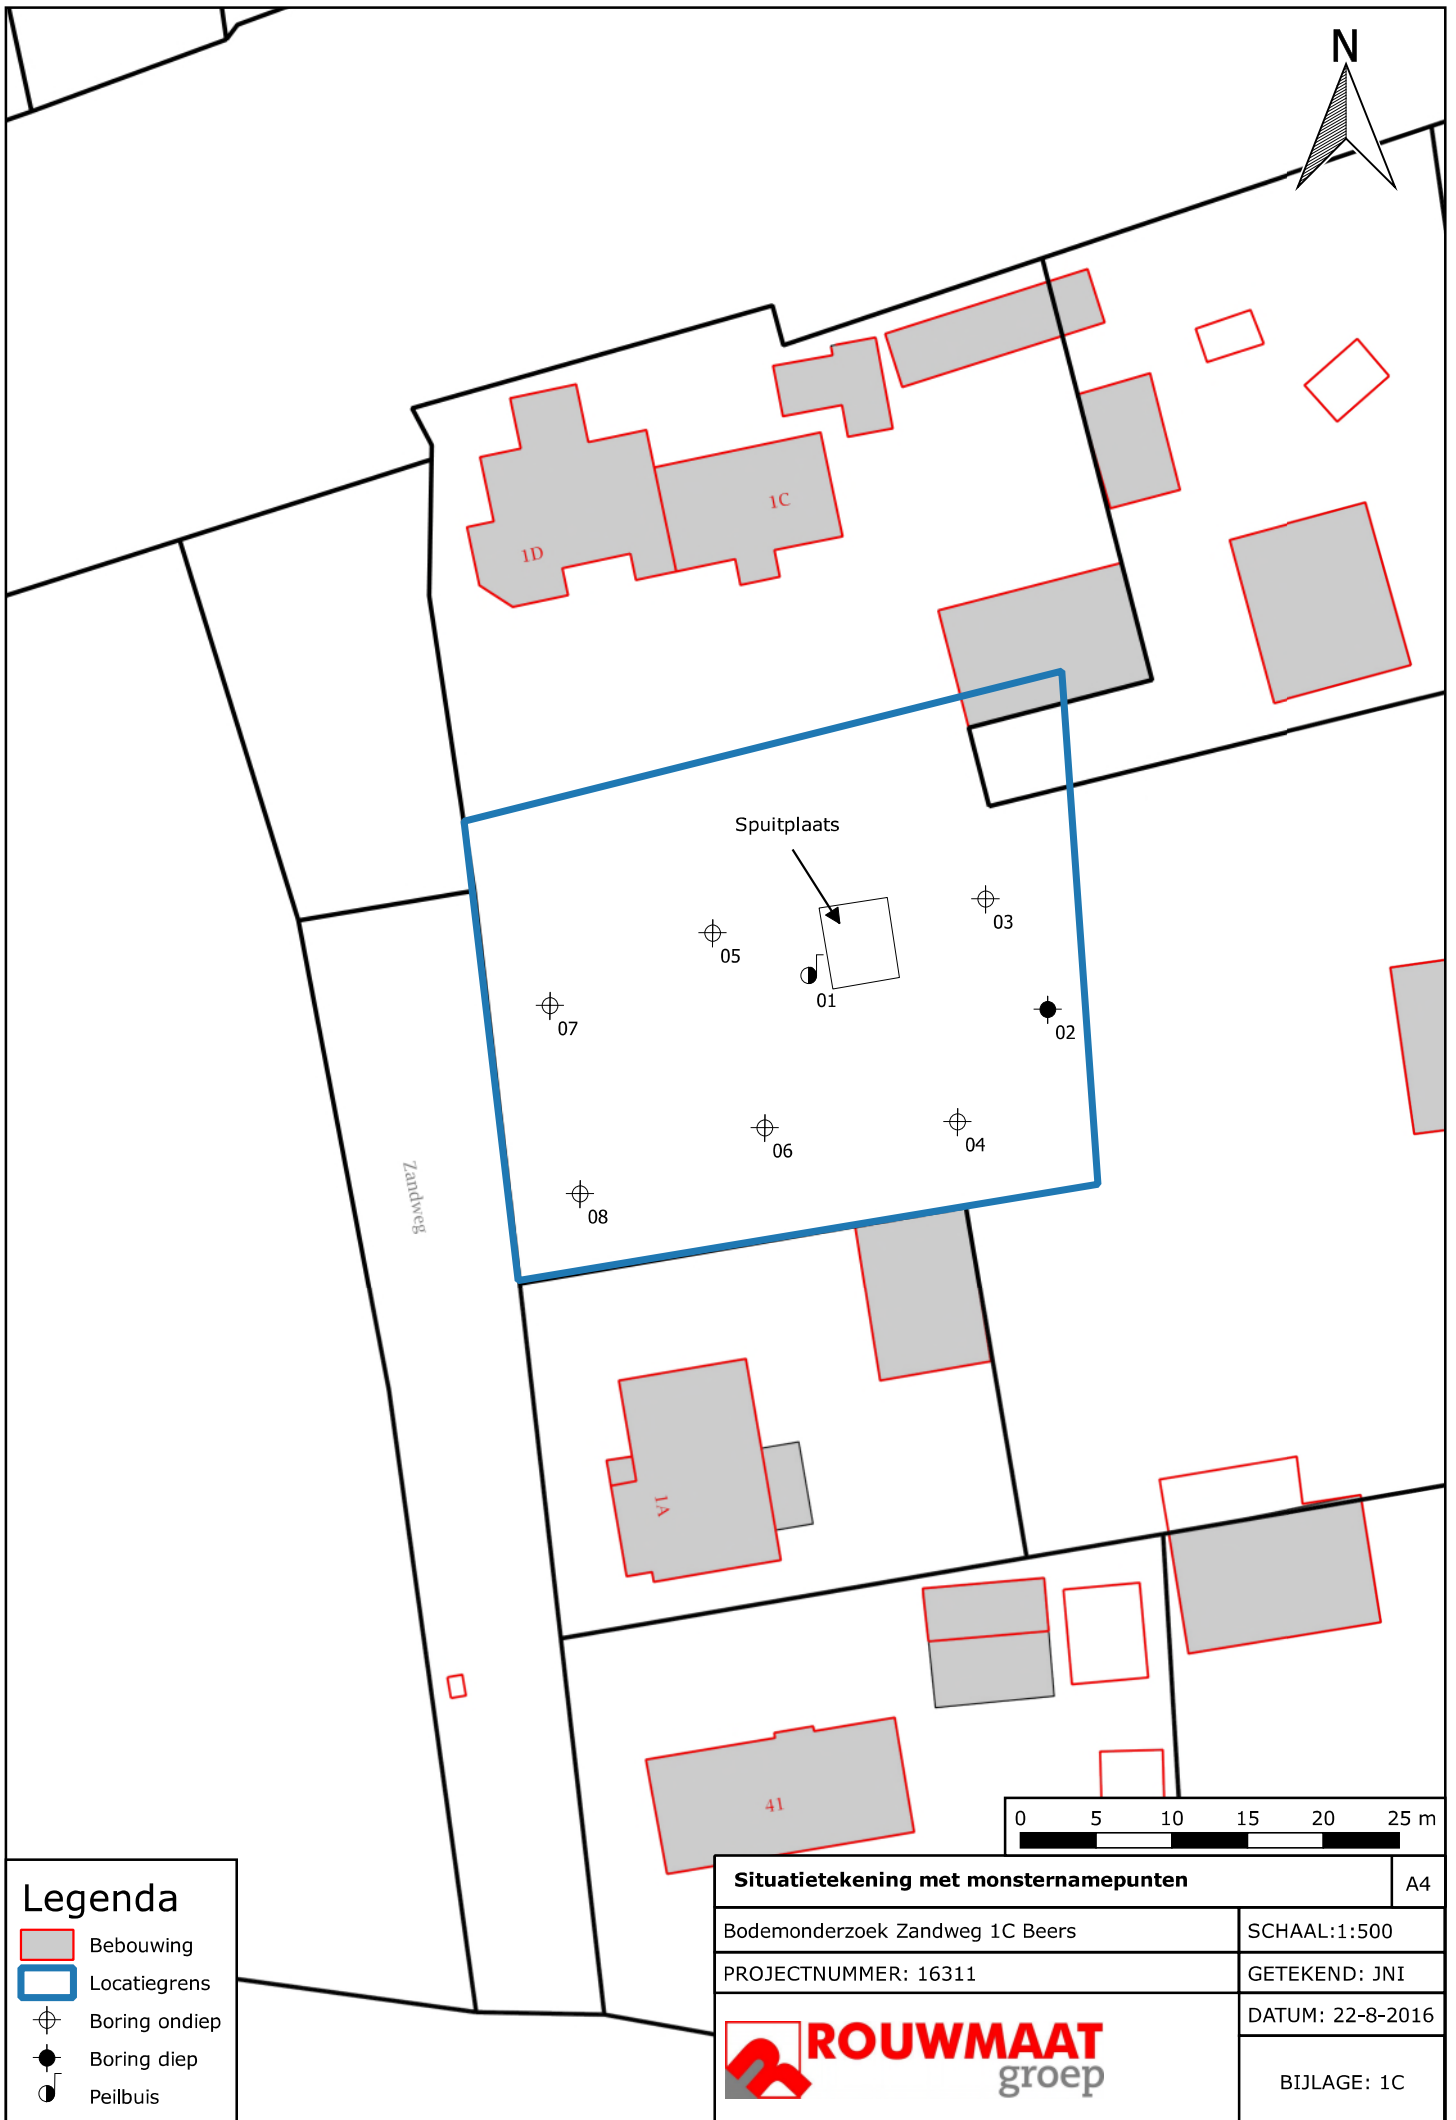 N
1C
1D
Spuitplaats
03
05
01
07
02
06
04
08
Zandweg
1A
41
0 5 10 15 20 25 m
Situatietekening met monsternamepunten
A4
Bodemonderzoek Zandweg 1C Beers
SCHAAL:1:500
PROJECTNUMMER: 16311
GETEKEND: JNI
DATUM: 22-8-2016
ROUWMAAT
groep
BIJLAGE: 1C
Legenda
Bebouwing
Locatiegrens
Boring ondiep
Boring diep
Peilbuis